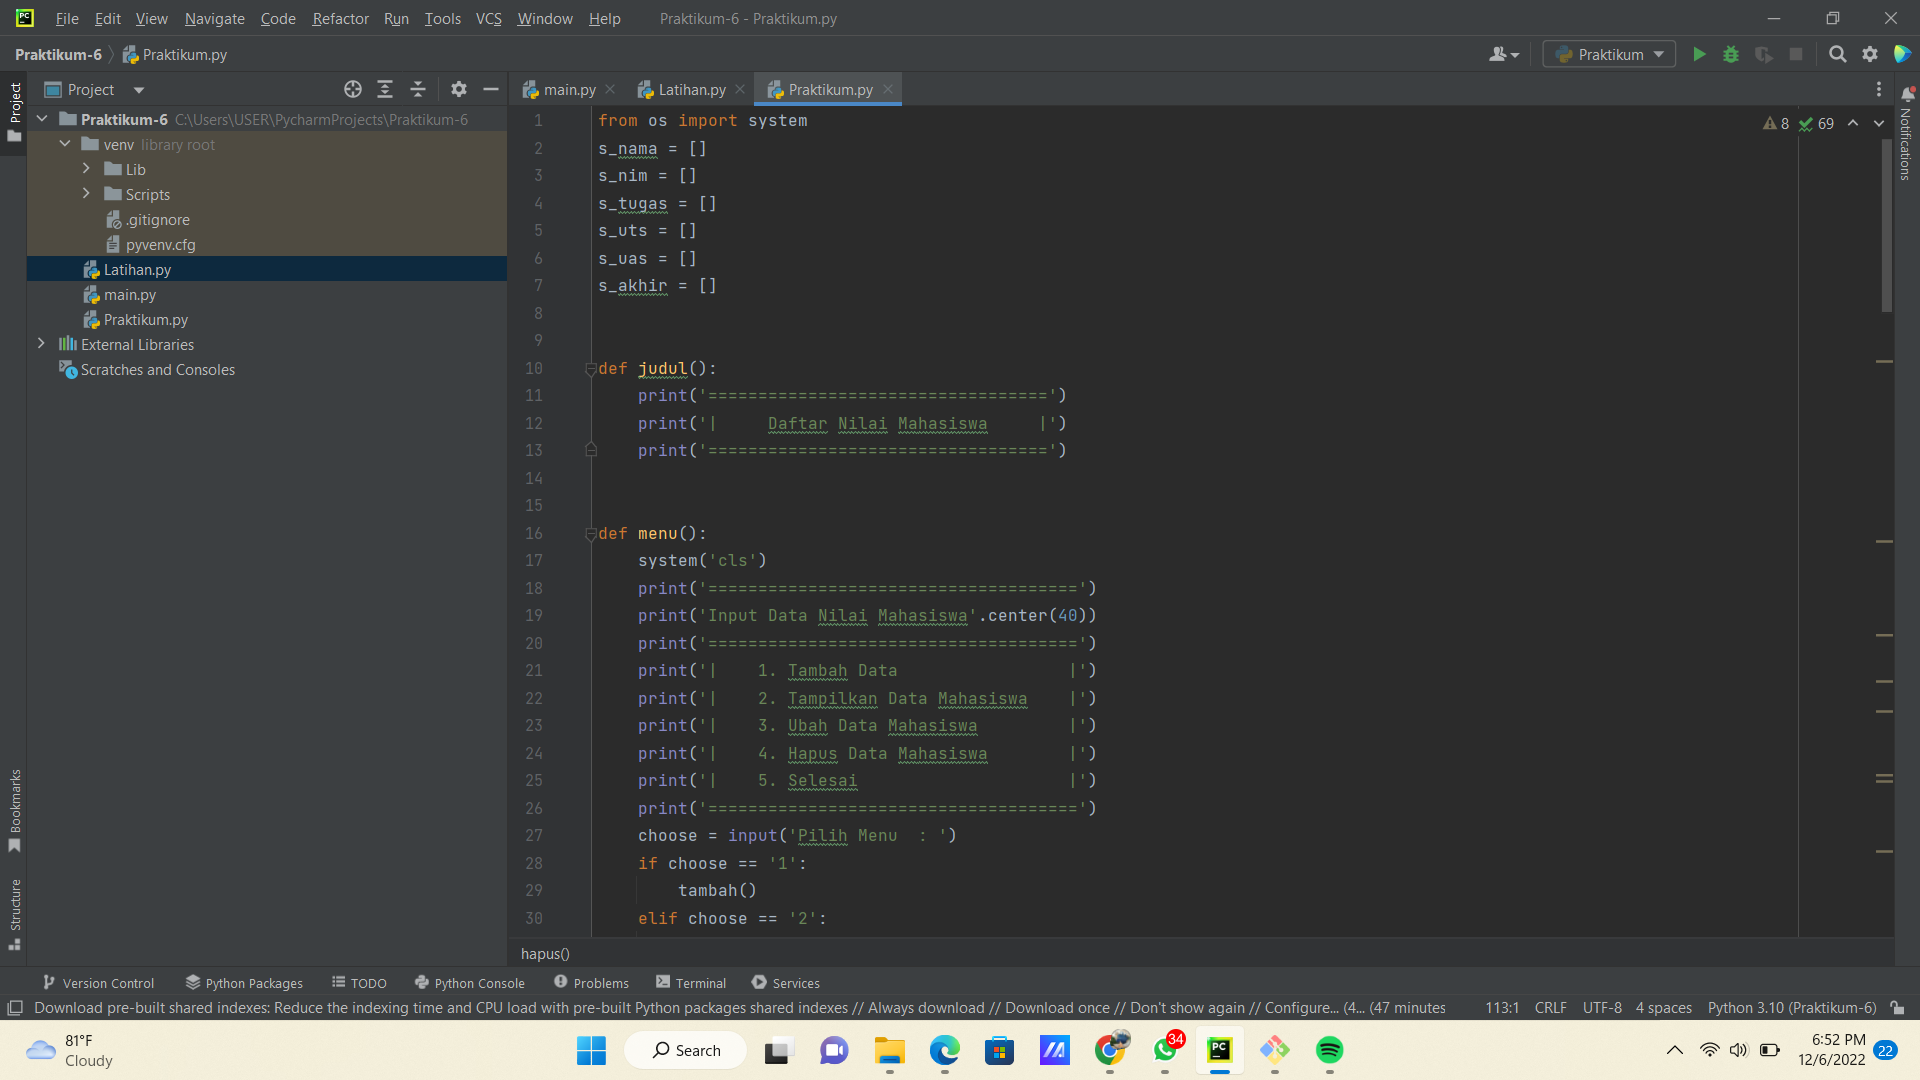 File Edit View Navigate Code Refactor Run Tools VCS Window Help Praktikum-6 - Praktikum.py
Praktikum-6 Praktikum.py Praktikum
Project main.py Latihan.py Praktikum.py
Project
Praktikum-6 C:\Users\USER\PycharmProjects\Praktikum-6
venv library root
Lib
Scripts
.gitignore
pyvenv.cfg
Latihan.py
main.py
Praktikum.py
External Libraries
Scratches and Consoles
8 69
Notifications
1 from os import system
2 s_nama = []
3 s_nim = []
4 s_tugas = []
5 s_uts = []
6 s_uas = []
7 s_akhir = []
8
9
10 def judul():
11     print('==================================')
12     print('|     Daftar Nilai Mahasiswa     |')
13     print('==================================')
14
15
16 def menu():
17     system('cls')
18     print('=====================================')
19     print('Input Data Nilai Mahasiswa'.center(40))
20     print('=====================================')
21     print('|    1. Tambah Data                 |')
22     print('|    2. Tampilkan Data Mahasiswa    |')
23     print('|    3. Ubah Data Mahasiswa         |')
24     print('|    4. Hapus Data Mahasiswa        |')
25     print('|    5. Selesai                     |')
26     print('=====================================')
27     choose = input('Pilih Menu  : ')
28     if choose == '1':
29         tambah()
30     elif choose == '2':
hapus()
Bookmarks
Structure
Version Control Python Packages TODO Python Console Problems Terminal Services
Download pre-built shared indexes: Reduce the indexing time and CPU load with pre-built Python packages shared indexes // Always download // Download once // Don't show again // Configure... (4... (47 minutes 113:1 CRLF UTF-8 4 spaces Python 3.10 (Praktikum-6)
81°F
Cloudy
Search
34
6:52 PM
12/6/2022
22